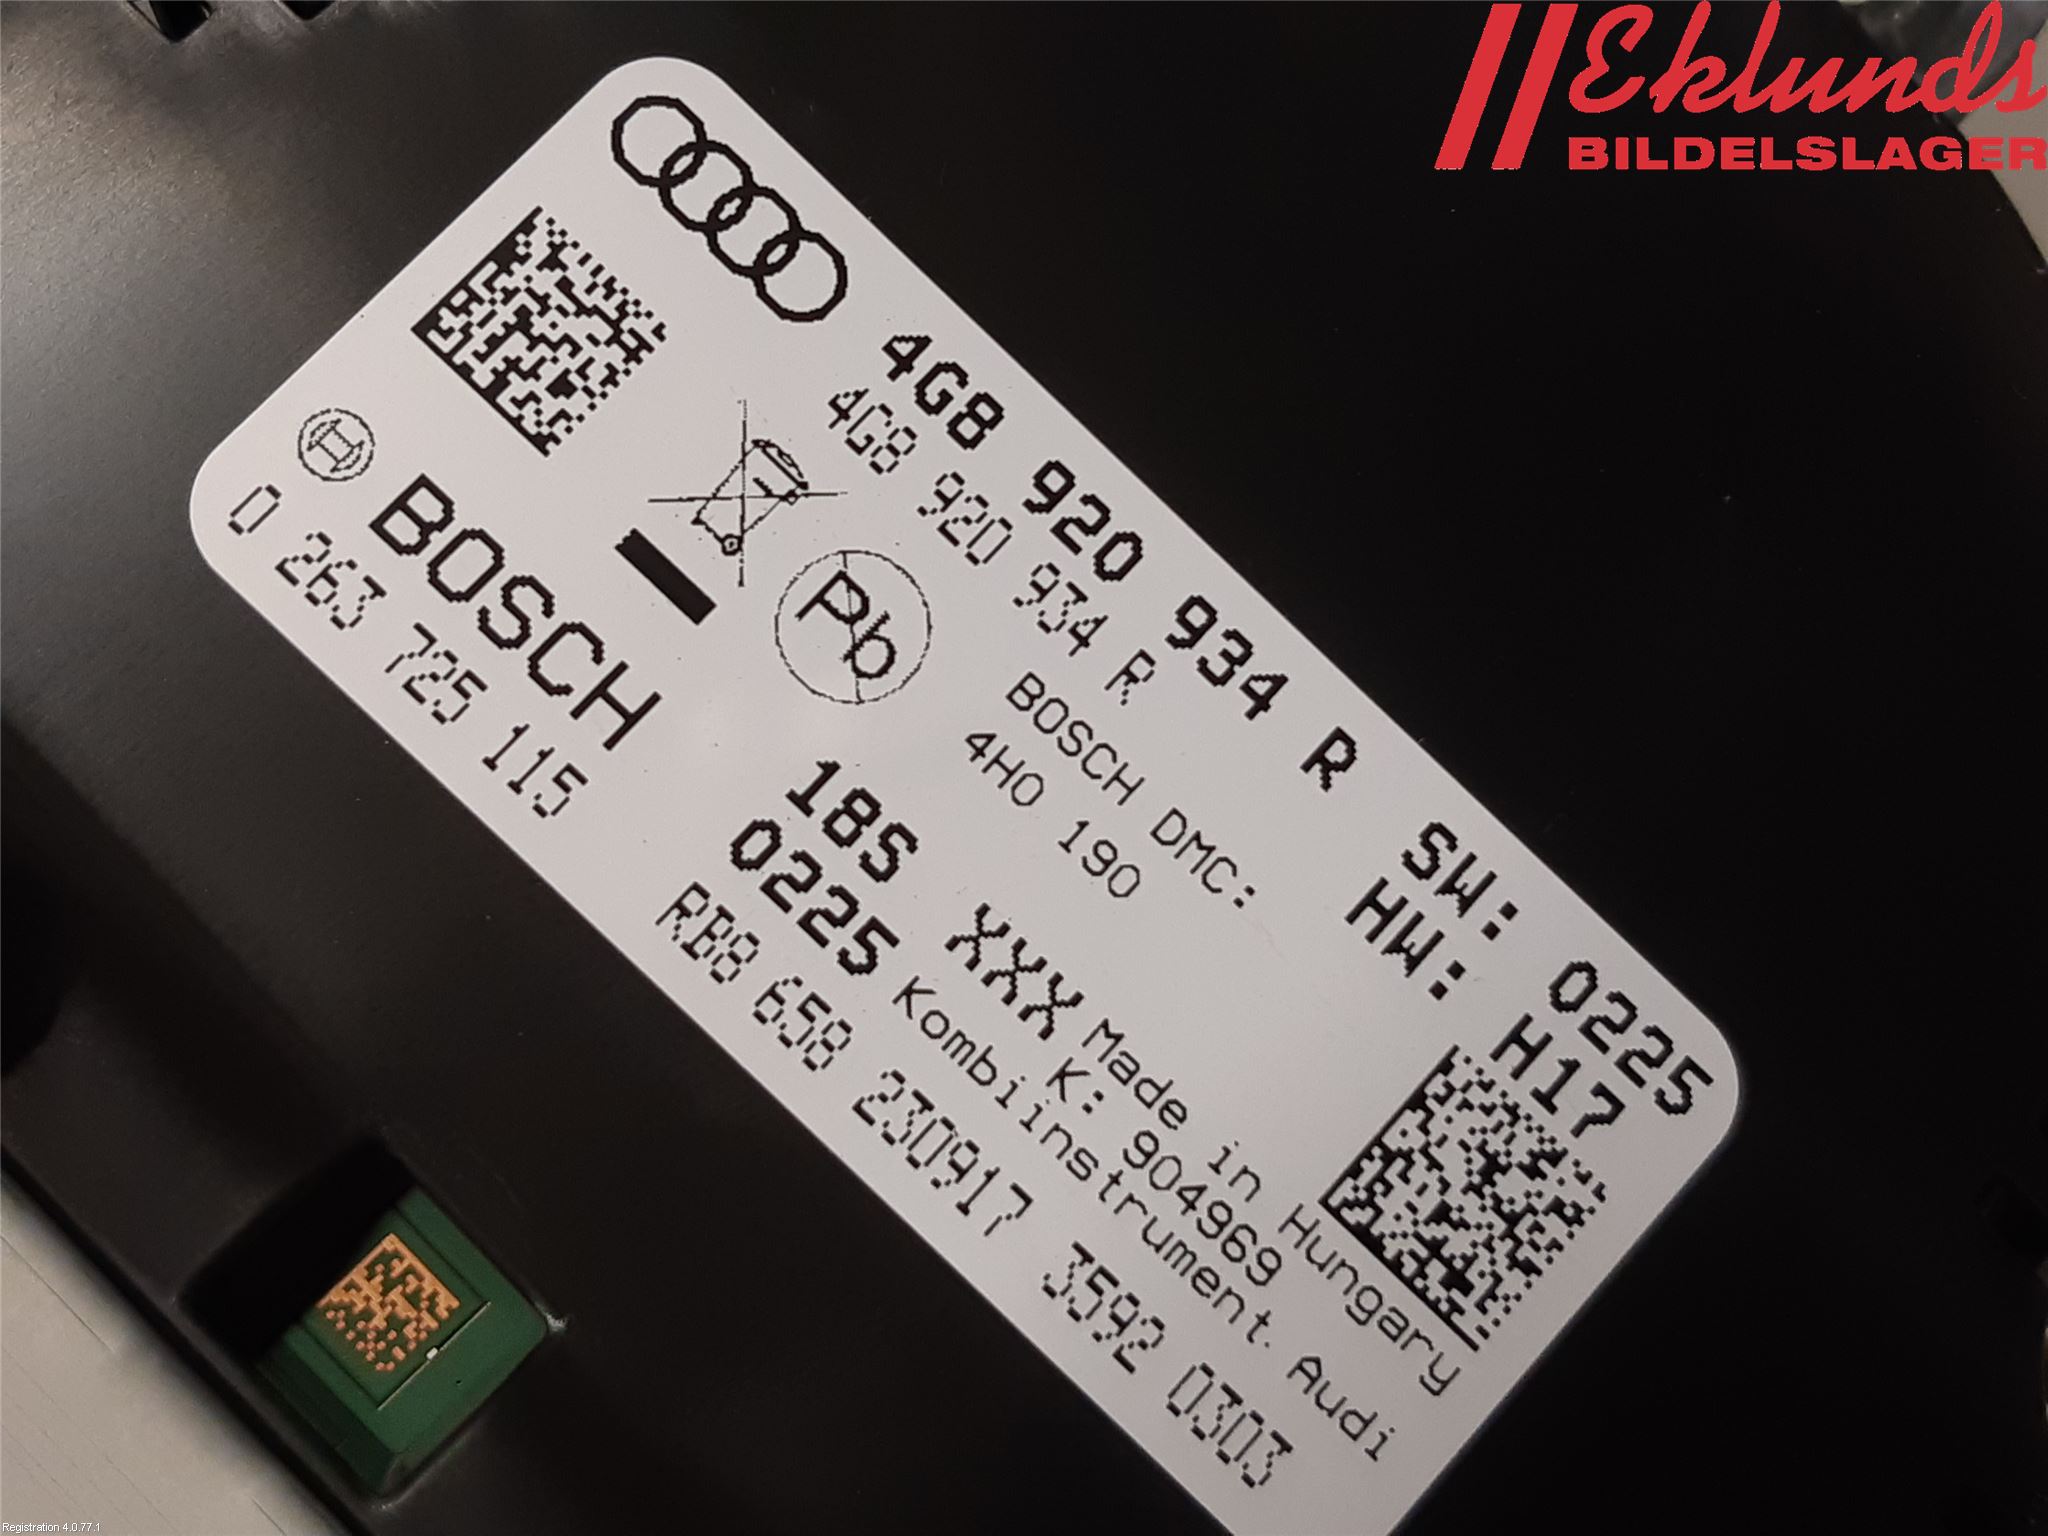 Eklunds
BILDELSLAGER
4G8 920 934 R SW: 0225
4G8 920 934 R HW: H17
BOSCH DMC:
4H0 190
Pb
BOSCH
0 263 725 115
18S XXX Made in Hungary
0225 K: 904969
Kombiinstrument. Audi
RB8 658 230917 3592 0303
Registration 4.0.77.1